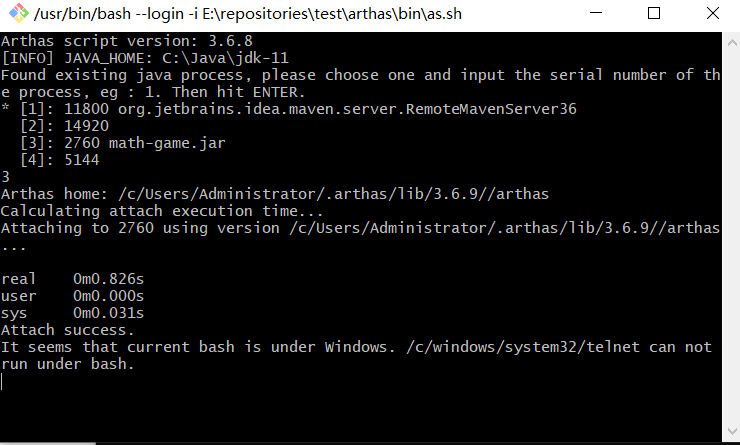 /usr/bin/bash --login -i E:\repositories\test\arthas\bin\as.sh
Arthas script version: 3.6.8
[INFO] JAVA_HOME: C:\Java\jdk-11
Found existing java process, please choose one and input the serial number of th
e process, eg : 1. Then hit ENTER.
* [1]: 11800 org.jetbrains.idea.maven.server.RemoteMavenServer36
  [2]: 14920
  [3]: 2760 math-game.jar
  [4]: 5144
3
Arthas home: /c/Users/Administrator/.arthas/lib/3.6.9//arthas
Calculating attach execution time...
Attaching to 2760 using version /c/Users/Administrator/.arthas/lib/3.6.9//arthas
...
real    0m0.826s
user    0m0.000s
sys     0m0.031s
Attach success.
It seems that current bash is under Windows. /c/windows/system32/telnet can not
run under bash.